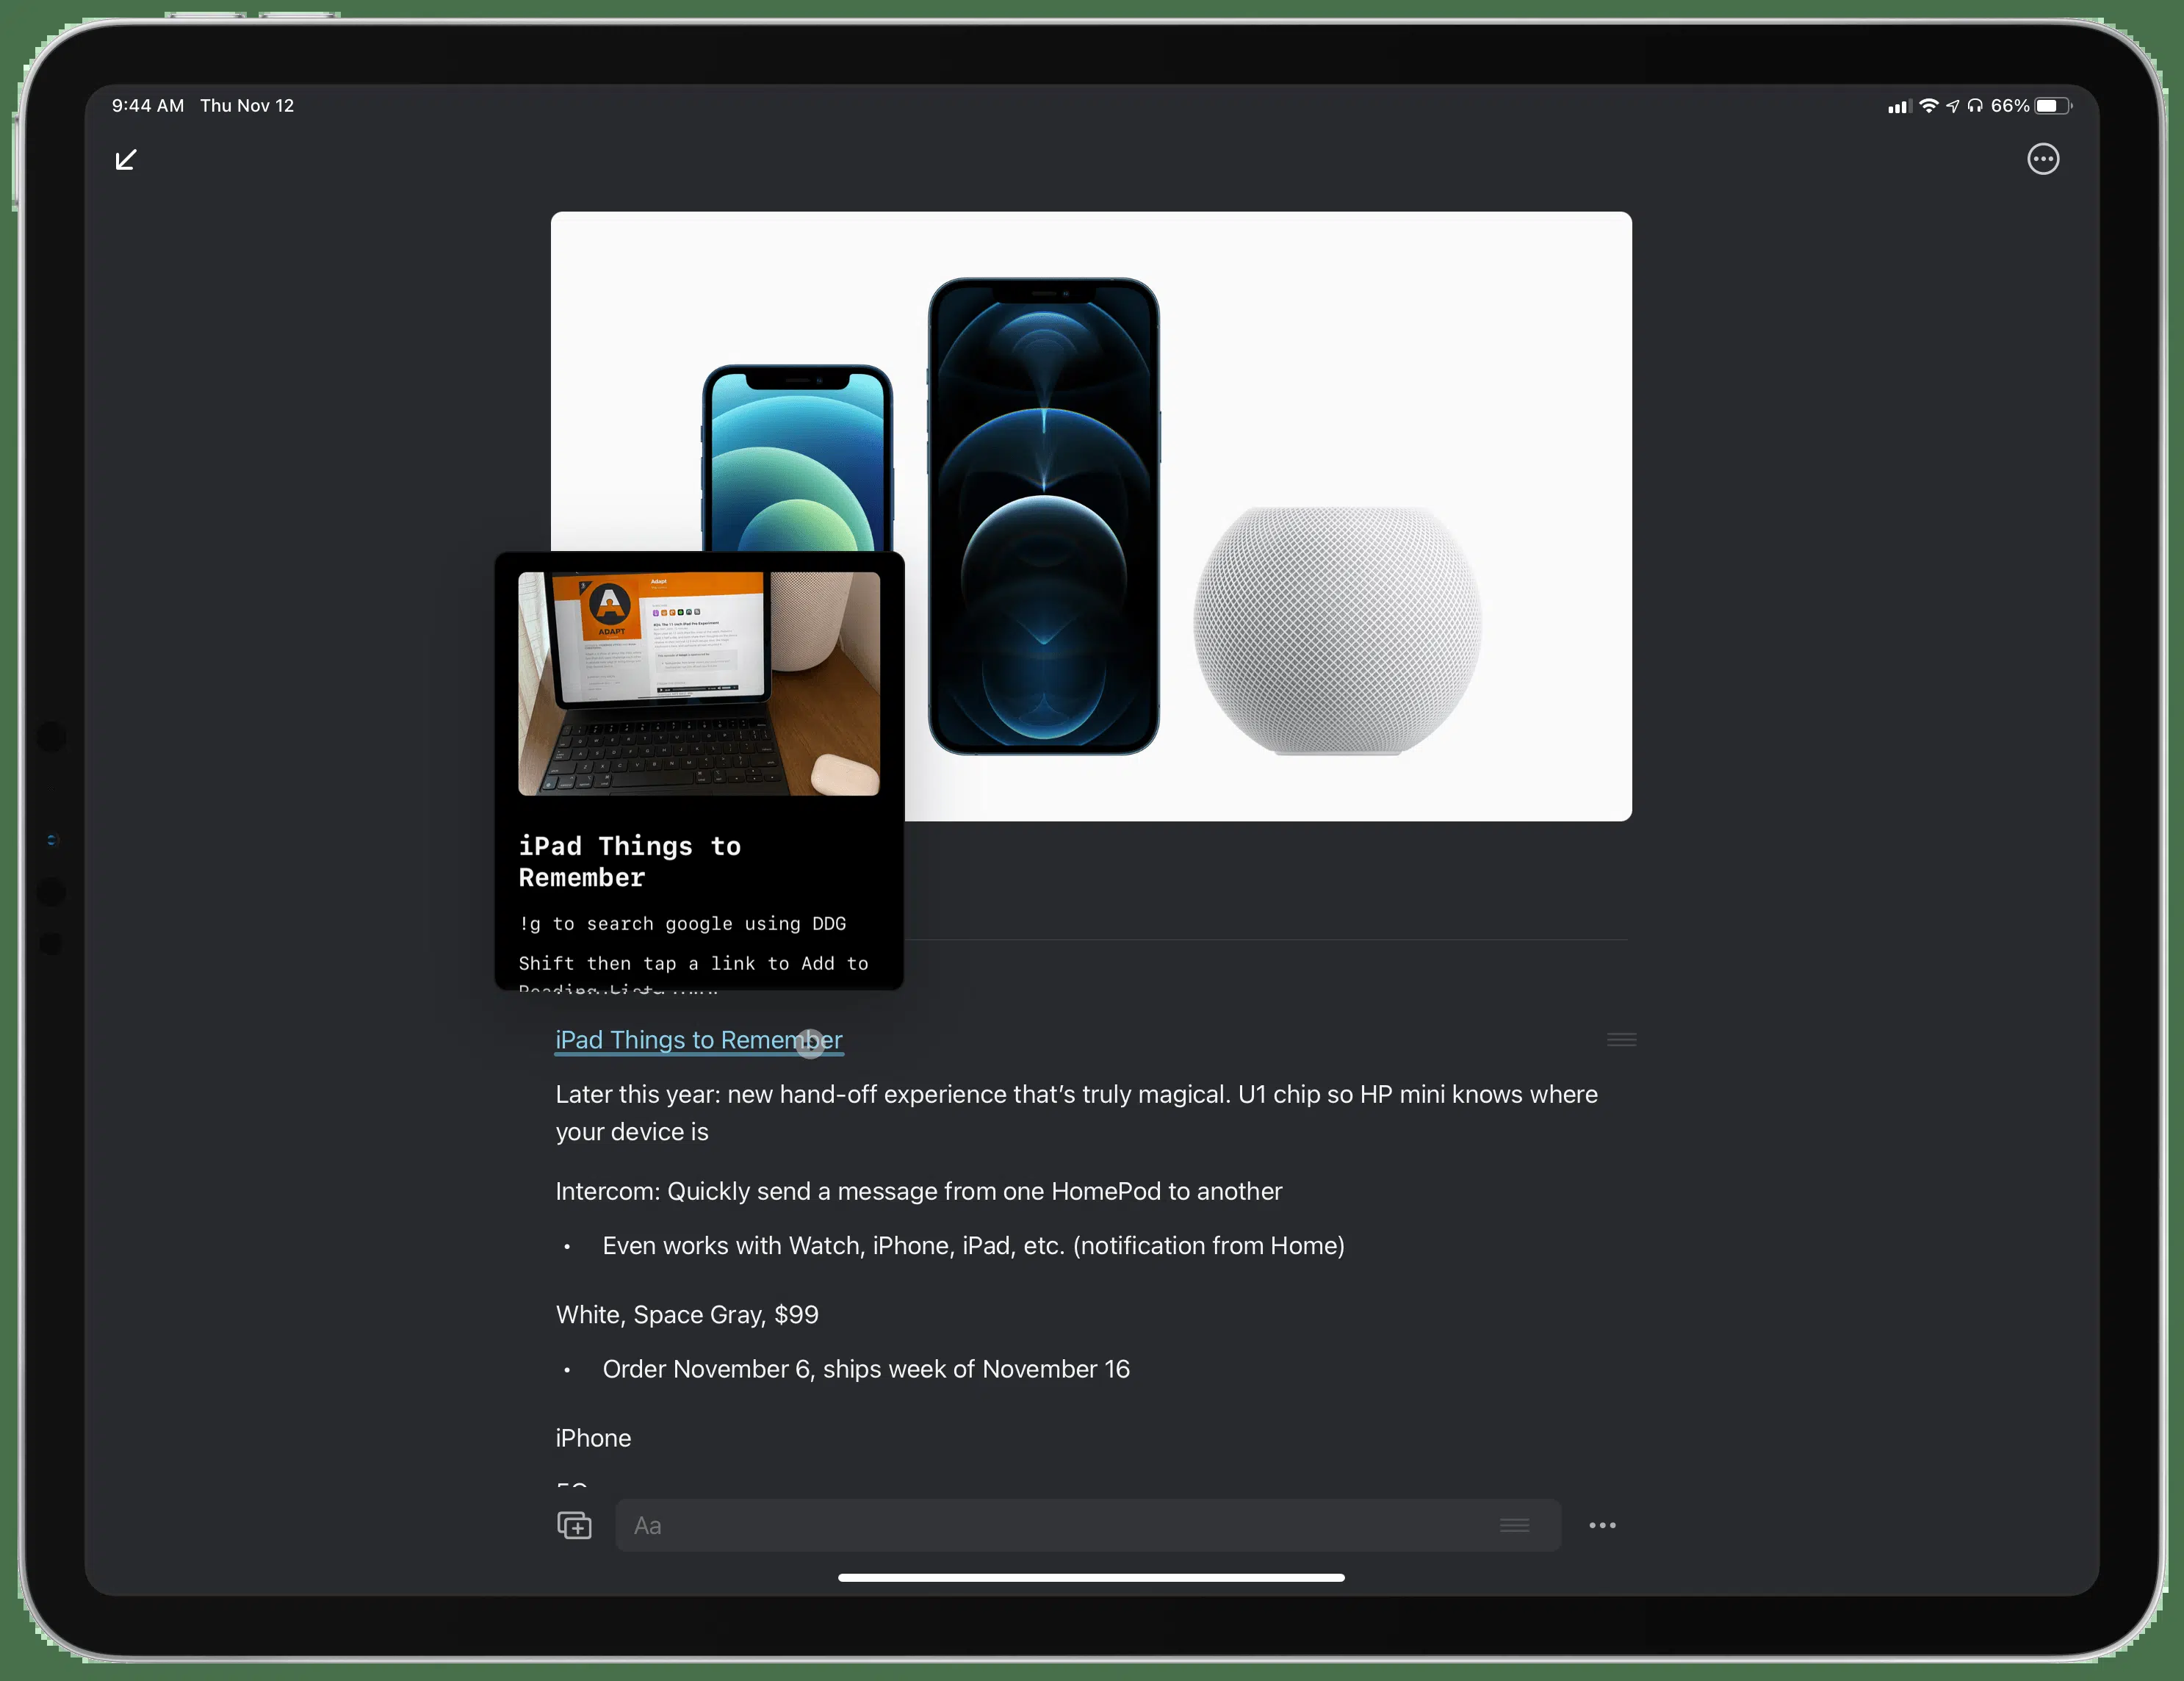 9:44 AM Thu Nov 12
66%
Adapt
ADAPT
iPad Things to
Remember
!g to search google using DDG
Shift then tap a link to Add to
iPad Things to Remember
Later this year: new hand-off experience that’s truly magical. U1 chip so HP mini knows where
your device is
Intercom: Quickly send a message from one HomePod to another
• Even works with Watch, iPhone, iPad, etc. (notification from Home)
White, Space Gray, $99
• Order November 6, ships week of November 16
iPhone
Aa